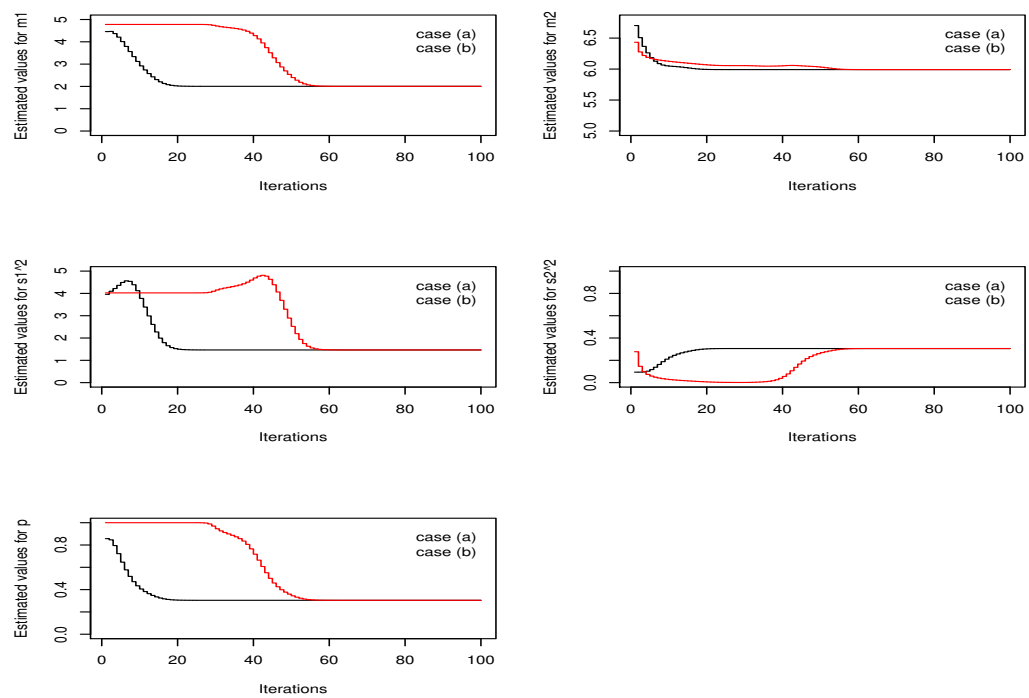 Estimated values for m1
5
4
3
2
1
0
case (a)
case (b)
0 20 40 60 80 100
Iterations
Estimated values for m2
6.5
6.0
5.5
5.0
case (a)
case (b)
0 20 40 60 80 100
Iterations
Estimated values for s1^2
5
4
3
2
1
0
case (a)
case (b)
0 20 40 60 80 100
Iterations
Estimated values for s2^2
0.8
0.4
0.0
case (a)
case (b)
0 20 40 60 80 100
Iterations
Estimated values for p
0.8
0.4
0.0
case (a)
case (b)
0 20 40 60 80 100
Iterations